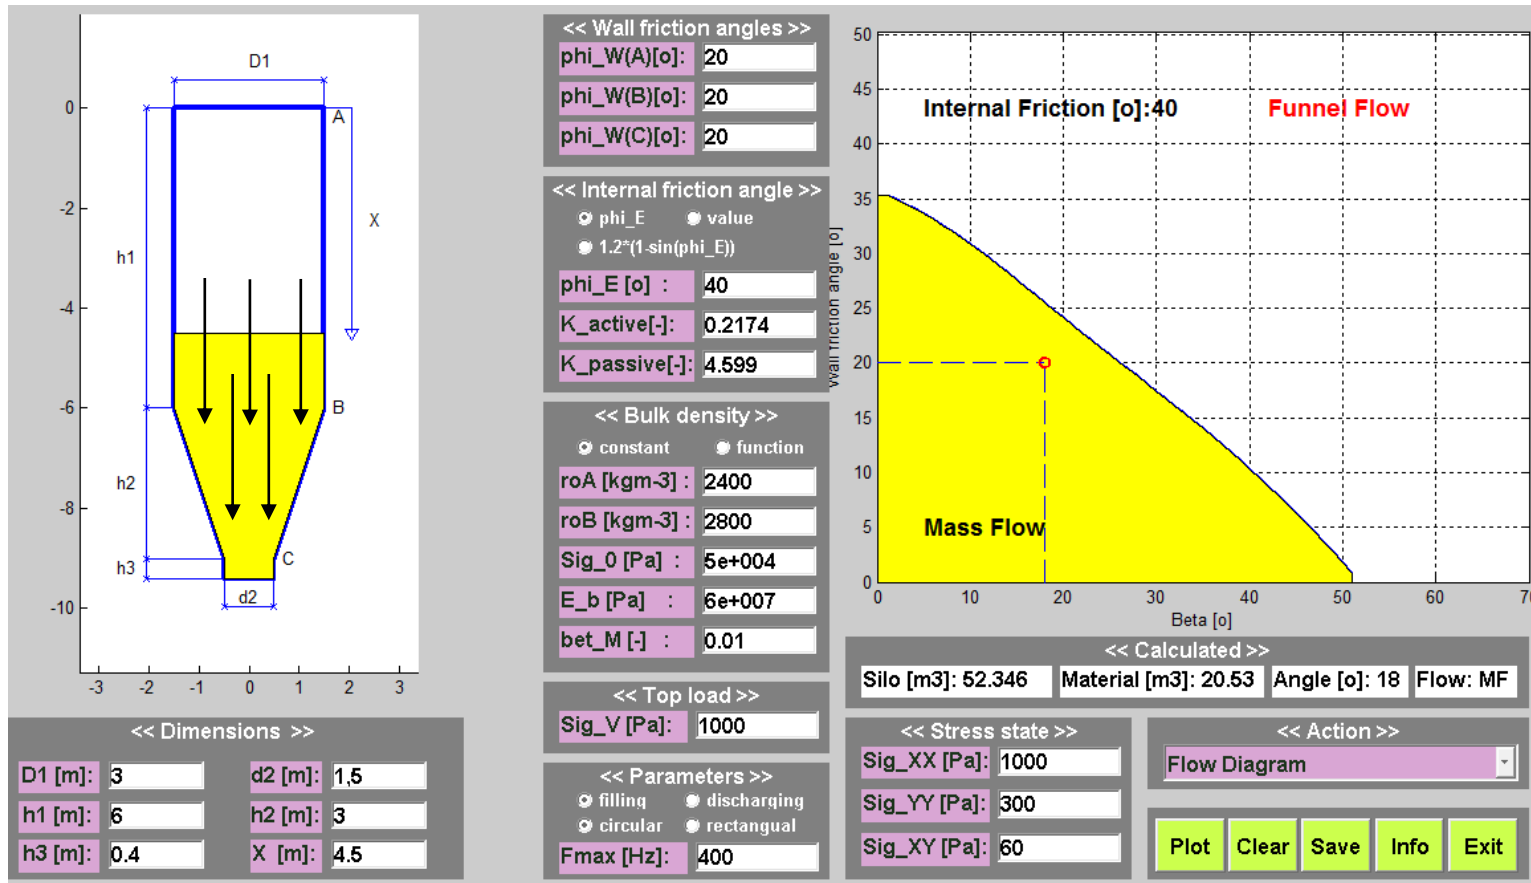 D1
0
A
-2
X
h1
-4
-6
B
h2
-8
C
h3
d2
-10
-3 -2 -1 0 1 2 3
<< Dimensions >>
D1 [m]: 3 d2 [m]: 1,5
h1 [m]: 6 h2 [m]: 3
h3 [m]: 0.4 X [m]: 4.5
<< Wall friction angles >>
phi_W(A)[o]: 20
phi_W(B)[o]: 20
phi_W(C)[o]: 20
<< Internal friction angle >>
phi_E value
1.2*(1-sin(phi_E))
phi_E [o] : 40
K_active[-]: 0.2174
K_passive[-]: 4.599
<< Bulk density >>
constant function
roA [kgm-3] : 2400
roB [kgm-3] : 2800
Sig_0 [Pa] : 5e+004
E_b [Pa] : 6e+007
bet_M [-] : 0.01
<< Top load >>
Sig_V [Pa]: 1000
<< Parameters >>
filling discharging
circular rectangual
Fmax [Hz]: 400
50
45
Internal Friction [o]:40 Funnel Flow
40
35
30
25
20
15
10
5
0
Wall friction angle [o]
Mass Flow
0 10 20 30 40 50 60 70
Beta [o]
<< Calculated >>
Silo [m3]: 52.346 Material [m3]: 20.53 Angle [o]: 18 Flow: MF
<< Stress state >>
Sig_XX [Pa]: 1000
Sig_YY [Pa]: 300
Sig_XY [Pa]: 60
<< Action >>
Flow Diagram
Plot Clear Save Info Exit